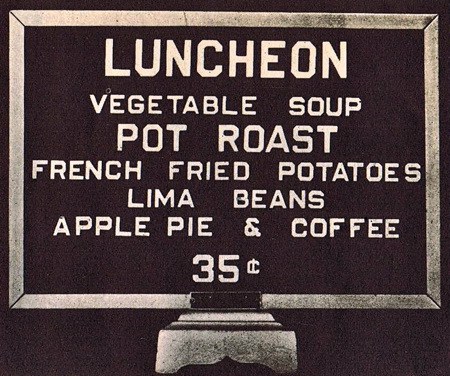 LUNCHEON
VEGETABLE SOUP
POT ROAST
FRENCH FRIED POTATOES
LIMA BEANS
APPLE PIE & COFFEE
35¢